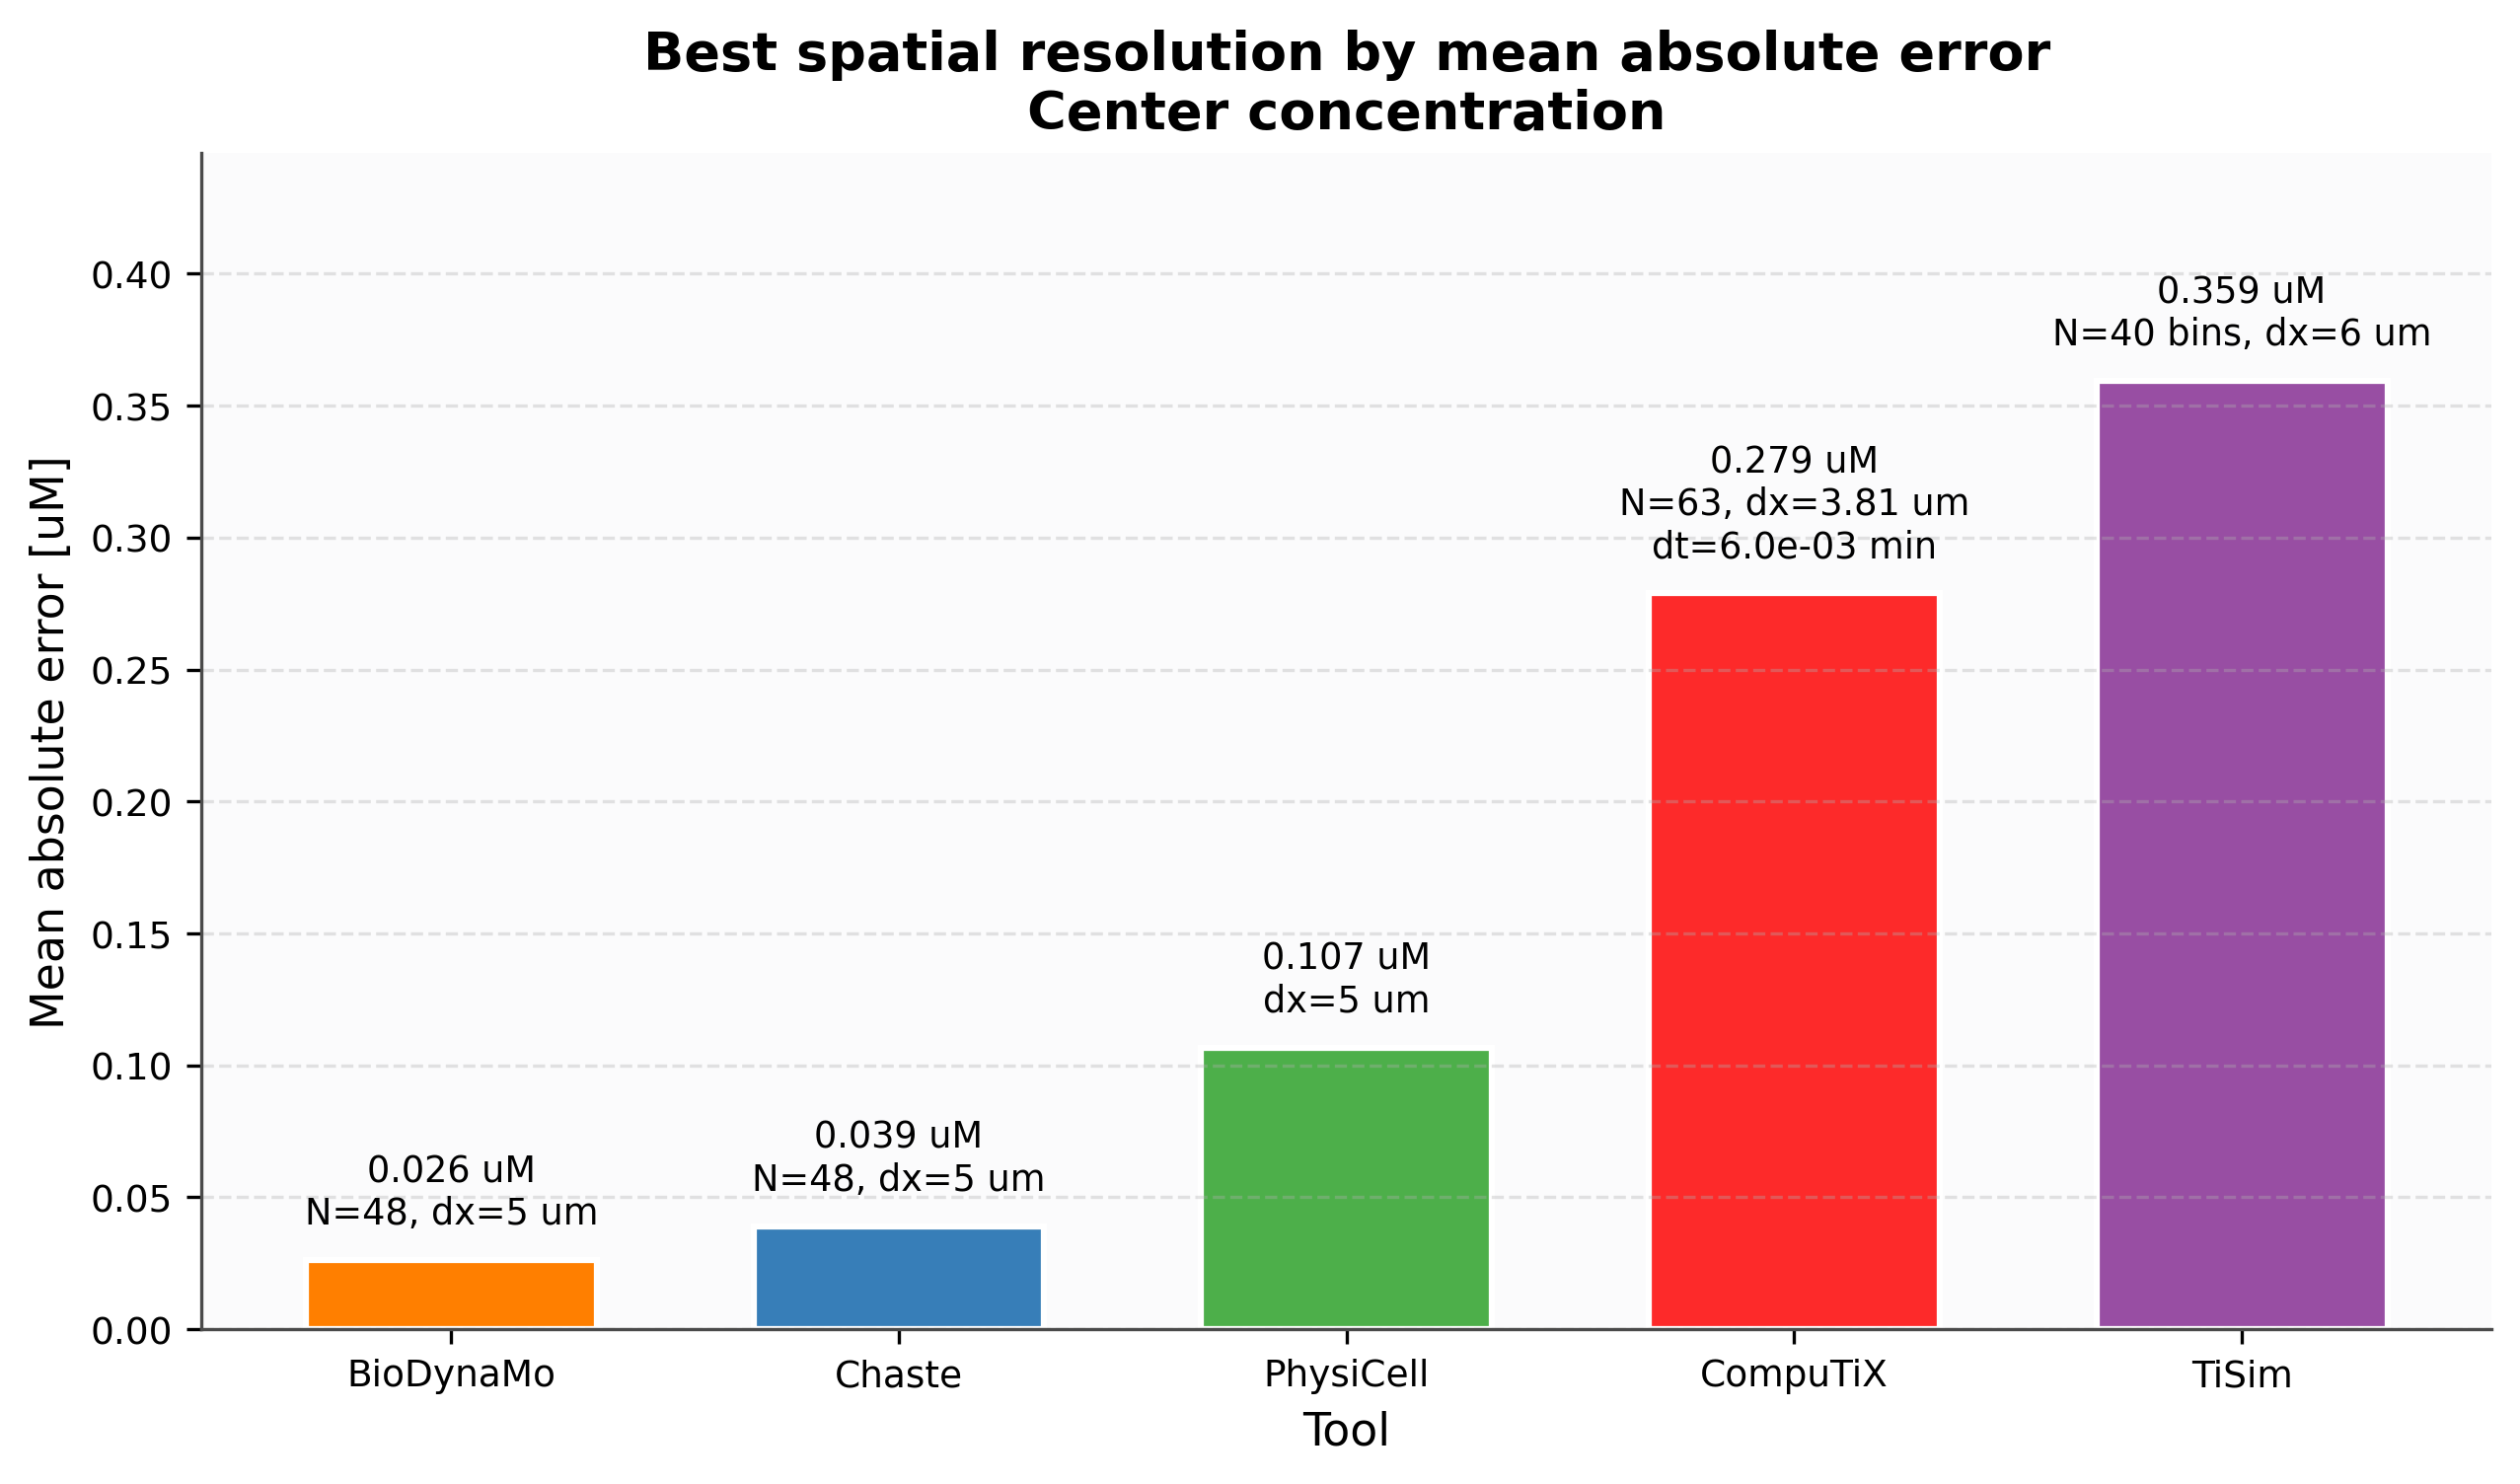 Best spatial resolution by mean absolute error
Center concentration
Mean absolute error [uM]
0.40
0.35
0.30
0.25
0.20
0.15
0.10
0.05
0.00
0.026 uM
N=48, dx=5 um
0.039 uM
N=48, dx=5 um
0.107 uM
dx=5 um
0.279 uM
N=63, dx=3.81 um
dt=6.0e-03 min
0.359 uM
N=40 bins, dx=6 um
BioDynaMo
Chaste
PhysiCell
CompuTiX
TiSim
Tool